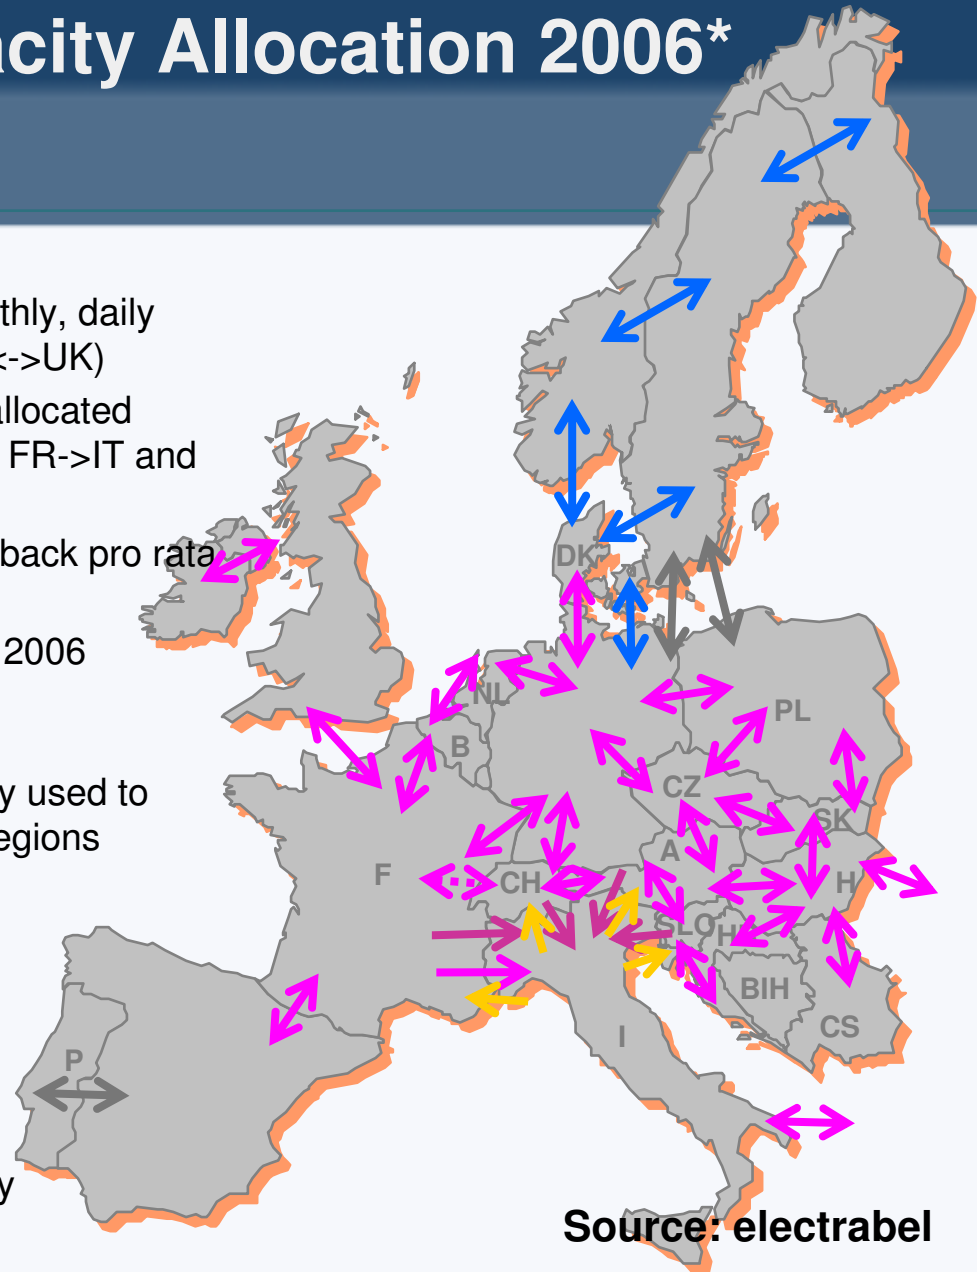 acity Allocation 2006*
thly, daily
<->UK)
allocated
FR->IT and
back pro rata
2006
y used to
egions
y
DK
NL
B
PL
CZ
SK
A
F
CH
H
SLO
H
BIH
CS
I
P
Source: electrabel